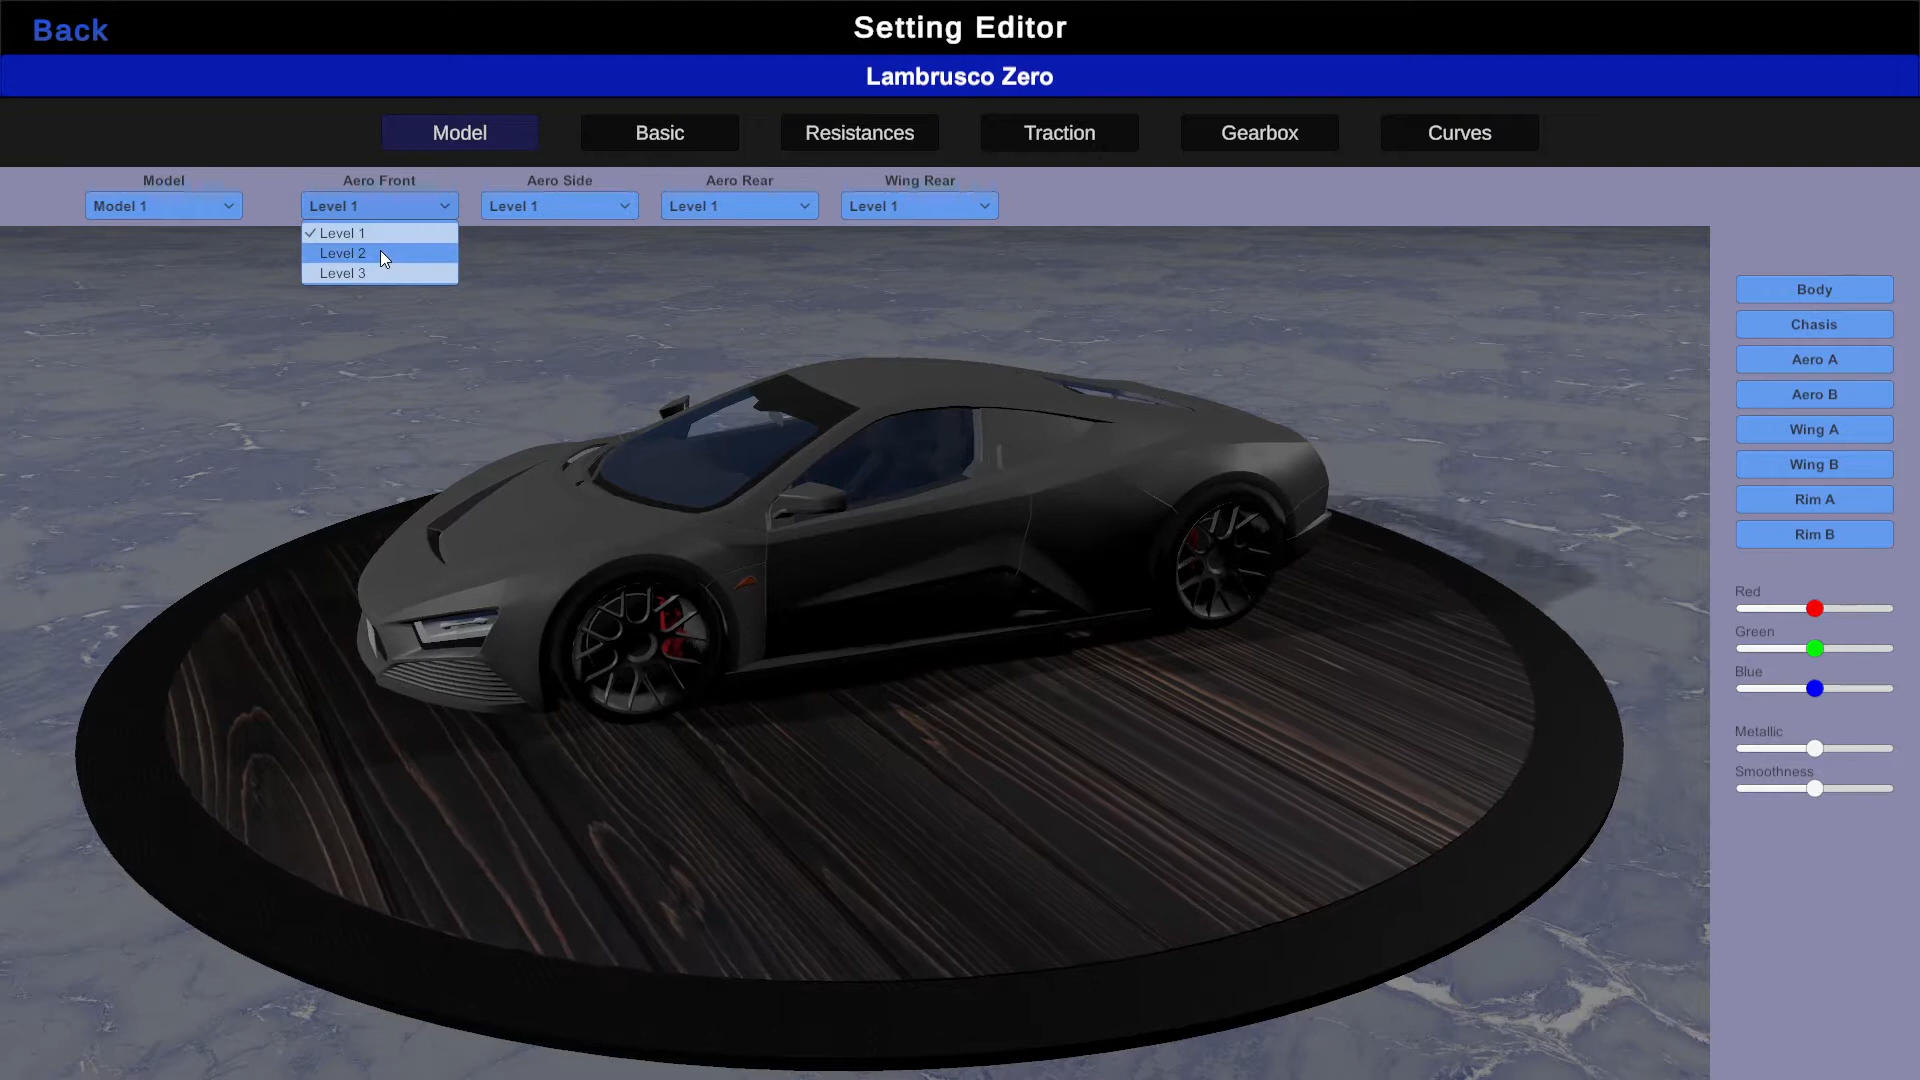 Back
Setting Editor
Lambrusco Zero
Model
Basic
Resistances
Traction
Gearbox
Curves
Model
Aero Front
Aero Side
Aero Rear
Wing Rear
Model 1
Level 1
Level 1
Level 1
Level 1
Level 1
Level 2
Level 3
Body
Chasis
Aero A
Aero B
Wing A
Wing B
Rim A
Rim B
Red
Green
Blue
Metallic
Smoothness